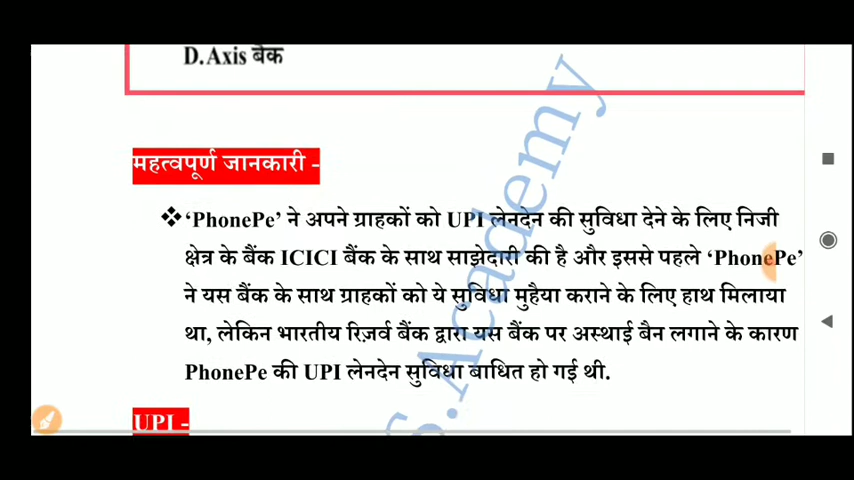 D.Axis बैंक
महत्वपूर्ण जानकारी -
❖ ‘PhonePe’ ने अपने ग्राहकों को UPI लेनदेन की सुविधा देने के लिए निजी
क्षेत्र के बैंक ICICI बैंक के साथ साझेदारी की है और इससे पहले ‘PhonePe’
ने यस बैंक के साथ ग्राहकों को ये सुविधा मुहैया कराने के लिए हाथ मिलाया
था, लेकिन भारतीय रिज़र्व बैंक द्वारा यस बैंक पर अस्थाई बैन लगाने के कारण
PhonePe की UPI लेनदेन सुविधा बाधित हो गई थी.
UPI -
S.Academy